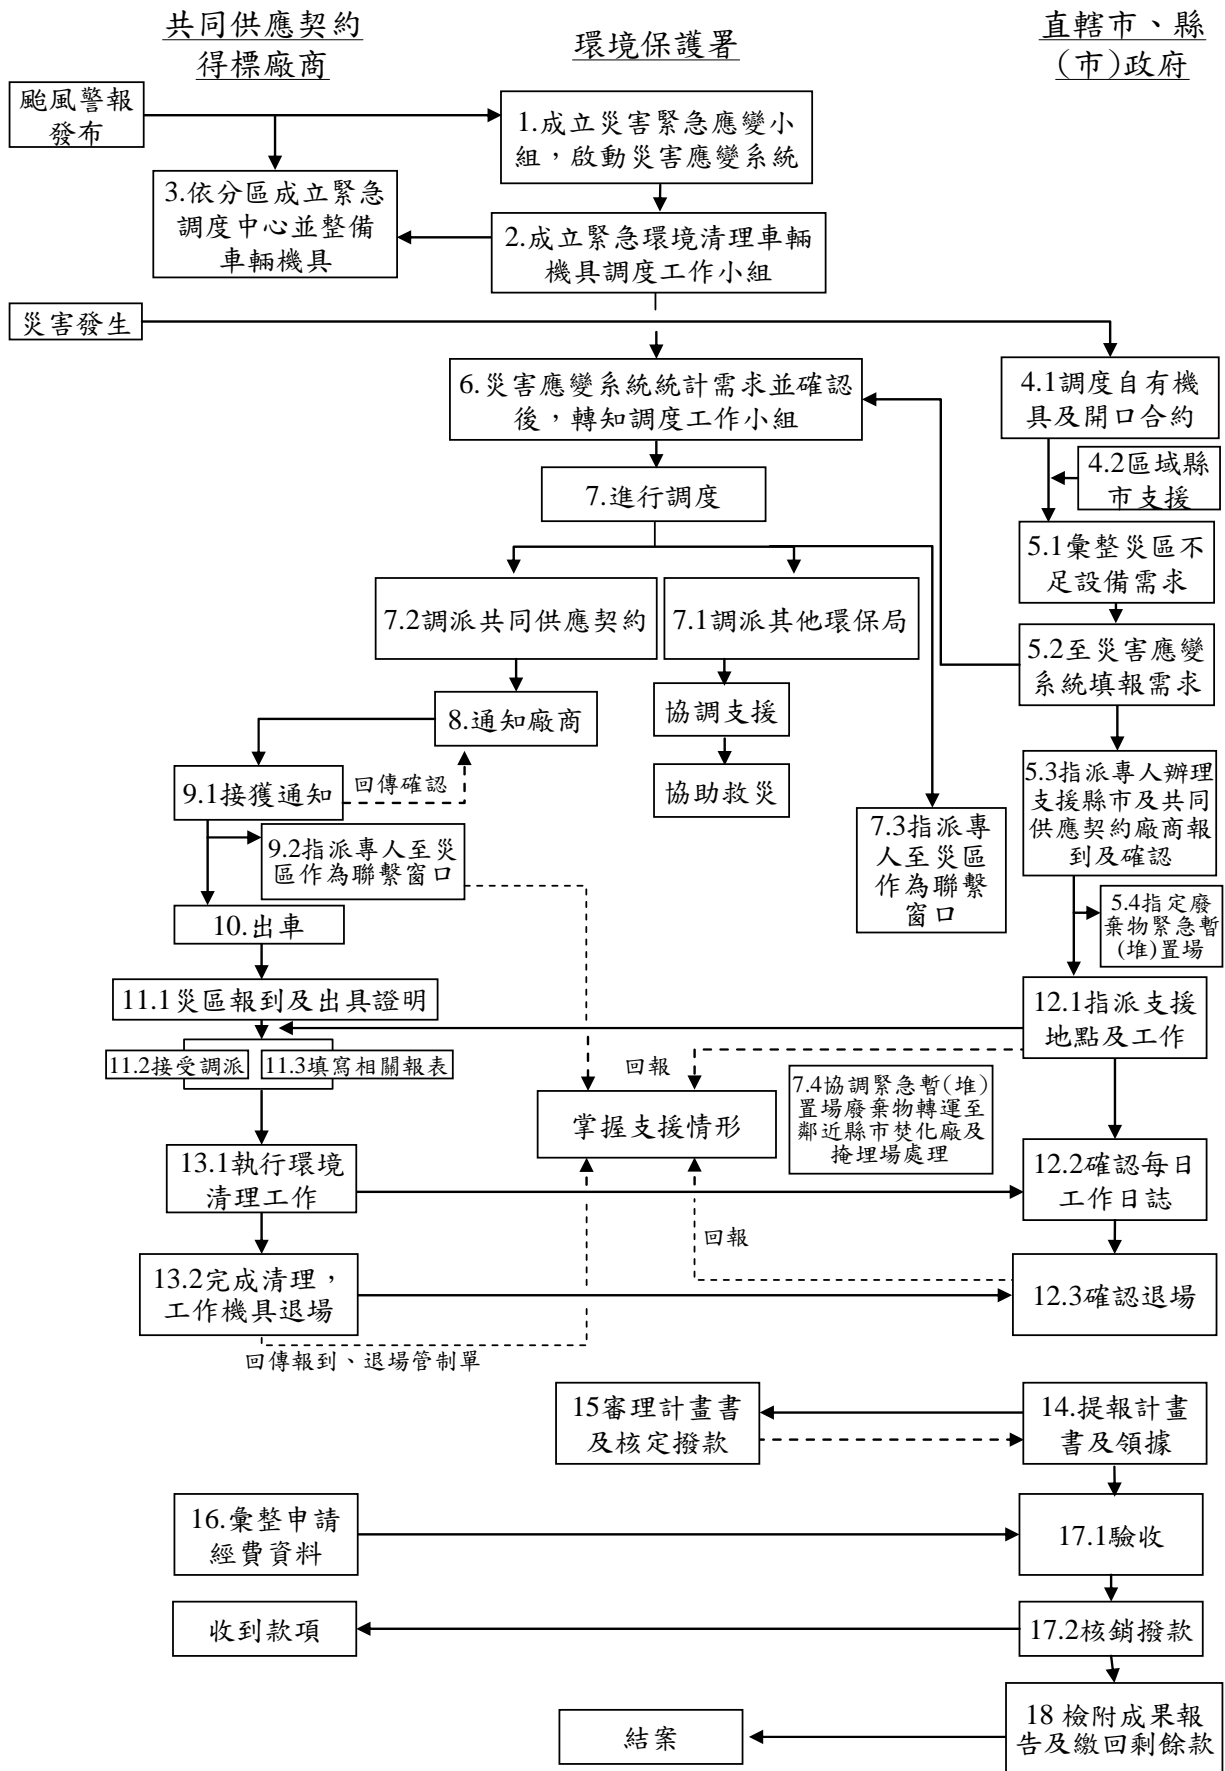 共同供應契約
得標廠商
環境保護署
直轄市、縣
(市)政府
颱風警報
發布
1.成立災害緊急應變小
組，啟動災害應變系統
3.依分區成立緊急
調度中心並整備
車輛機具
2.成立緊急環境清理車輛
機具調度工作小組
災害發生
6.災害應變系統統計需求並確認
後，轉知調度工作小組
4.1調度自有機
具及開口合約
4.2區域縣
市支援
7.進行調度
5.1彙整災區不
足設備需求
7.2調派共同供應契約
7.1調派其他環保局
5.2至災害應變
系統填報需求
8.通知廠商
協調支援
9.1接獲通知
回傳確認
協助救災
5.3指派專人辦理
支援縣市及共同
供應契約廠商報
到及確認
7.3指派專
人至災區
作為聯繫
窗口
9.2指派專人至災
區作為聯繫窗口
5.4指定廢
棄物緊急暫
(堆)置場
10.出車
11.1災區報到及出具證明
12.1指派支援
地點及工作
11.2接受調派
11.3填寫相關報表
回報
7.4協調緊急暫(堆)
置場廢棄物轉運至
鄰近縣市焚化廠及
掩埋場處理
掌握支援情形
13.1執行環境
清理工作
12.2確認每日
工作日誌
回報
13.2完成清理，
工作機具退場
12.3確認退場
回傳報到、退場管制單
15審理計畫書
及核定撥款
14.提報計畫
書及領據
16.彙整申請
經費資料
17.1驗收
收到款項
17.2核銷撥款
結案
18 檢附成果報
告及繳回剩餘款